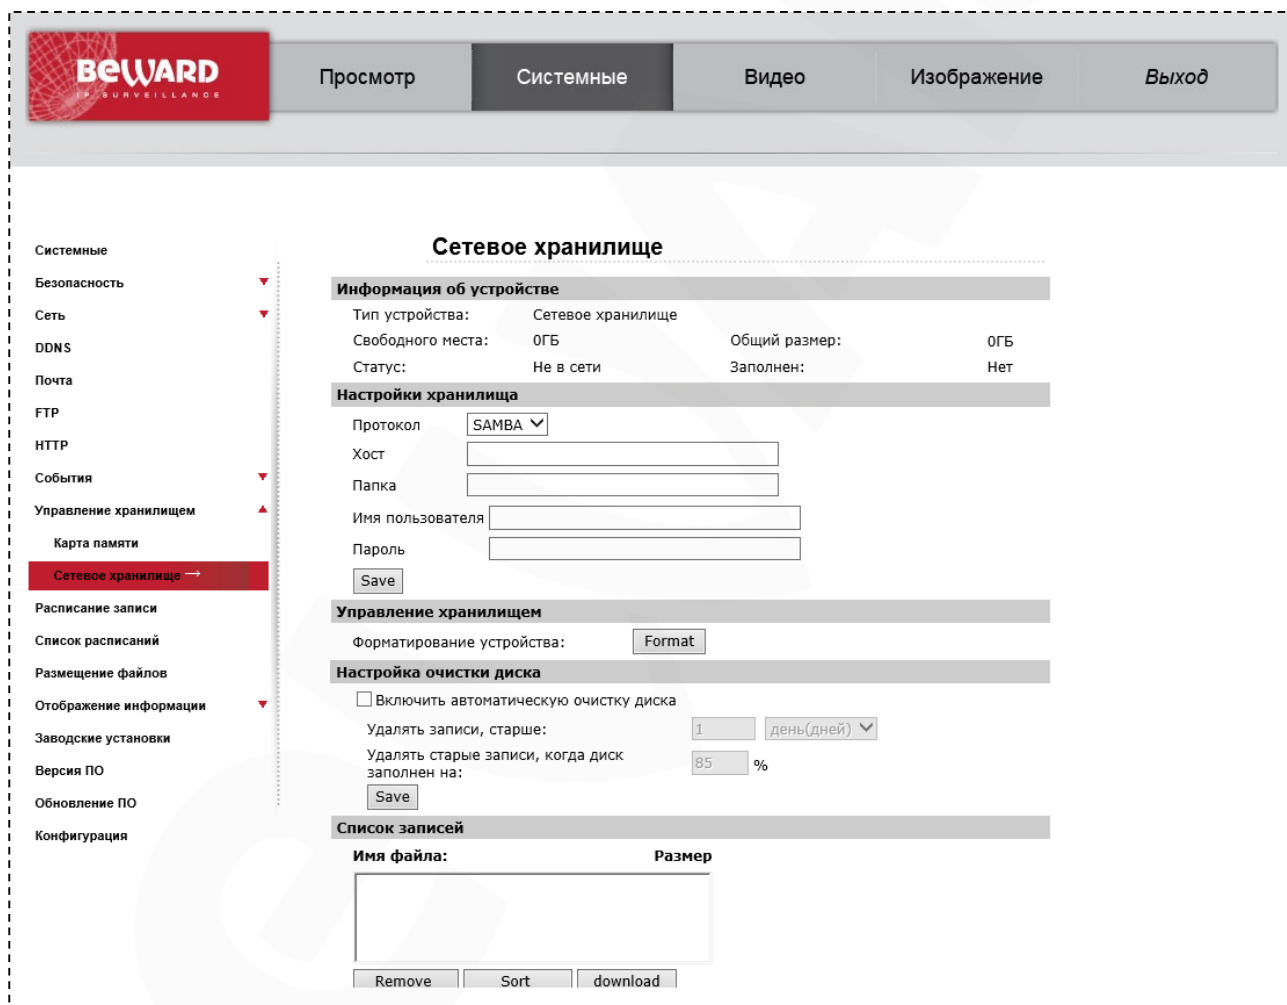 BEWARD
IP SURVEILLANCE
Просмотр Системные Видео Изображение Выход
Сетевое хранилище
Системные
Безопасность
Сеть
DDNS
Почта
FTP
HTTP
События
Управление хранилищем
Карта памяти
Сетевое хранилище →
Расписание записи
Список расписаний
Размещение файлов
Отображение информации
Заводские установки
Версия ПО
Обновление ПО
Конфигурация
Информация об устройстве
Тип устройства: Сетевое хранилище
Свободного места: 0ГБ Общий размер: 0ГБ
Статус: Не в сети Заполнен: Нет
Настройки хранилища
Протокол SAMBA
Хост
Папка
Имя пользователя
Пароль
Save
Управление хранилищем
Форматирование устройства: Format
Настройка очистки диска
Включить автоматическую очистку диска
Удалять записи, старше: 1 день(дней)
Удалять старые записи, когда диск
заполнен на: 85 %
Save
Список записей
Имя файла: Размер
Remove Sort download